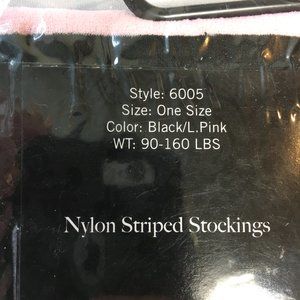 Style: 6005
Size: One Size
Color: Black/L.Pink
WT: 90-160 LBS
Nylon Striped Stockings